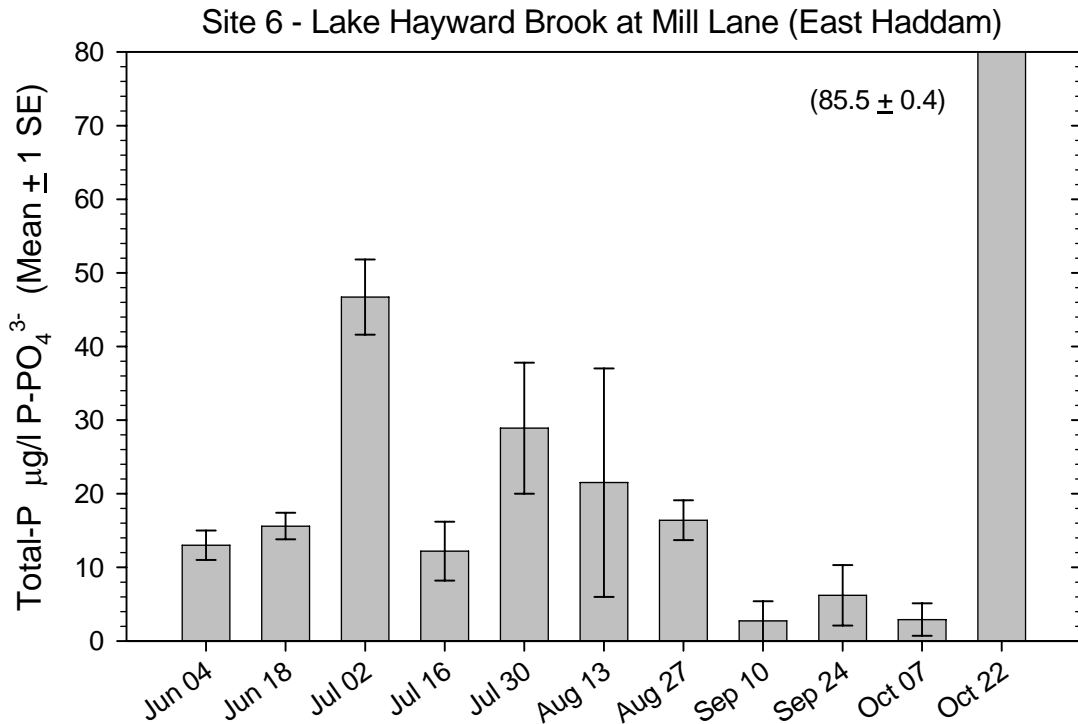 Site 6 - Lake Hayward Brook at Mill Lane (East Haddam)
Total-P μg/l P-PO₄³⁻ (Mean ± 1 SE)
80
70
60
50
40
30
20
10
0
(85.5 ± 0.4)
Jun 04
Jun 18
Jul 02
Jul 16
Jul 30
Aug 13
Aug 27
Sep 10
Sep 24
Oct 07
Oct 22